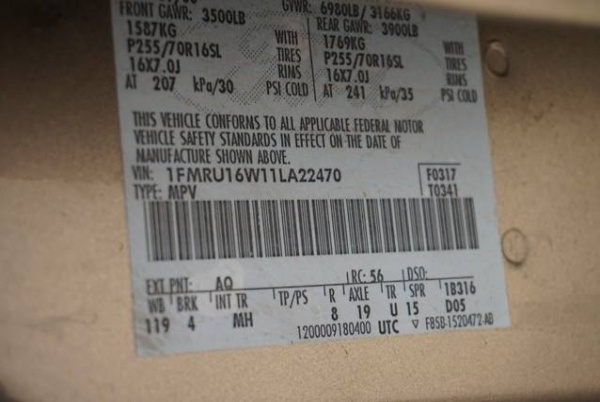 FRONT GAWR: 3500LB
1587KG WITH
P255/70R16SL TIRES
16X7.0J RIMS
AT 207 kPa/30 PSI COLD
GVWR: 6980LB/ 3166KG
REAR GAWR: 3900LB
1769KG WITH
P255/70R16SL TIRES
16X7.0J RIMS
AT 241 kPa/35 PSI COLD
THIS VEHICLE CONFORMS TO ALL APPLICABLE FEDERAL MOTOR
VEHICLE SAFETY STANDARDS IN EFFECT ON THE DATE OF
MANUFACTURE SHOWN ABOVE.
VIN: 1FMRU16W11LA22470
TYPE: MPV
F0317
T0341
EXT PNT: AQ RC: 56 DSO:
WB BRK INT TR TP/PS R AXLE TR SPR 1B316
119 4 MH 8 19 U 15 D05
1200009180400 UTC ▽ F85B-1520472-AB